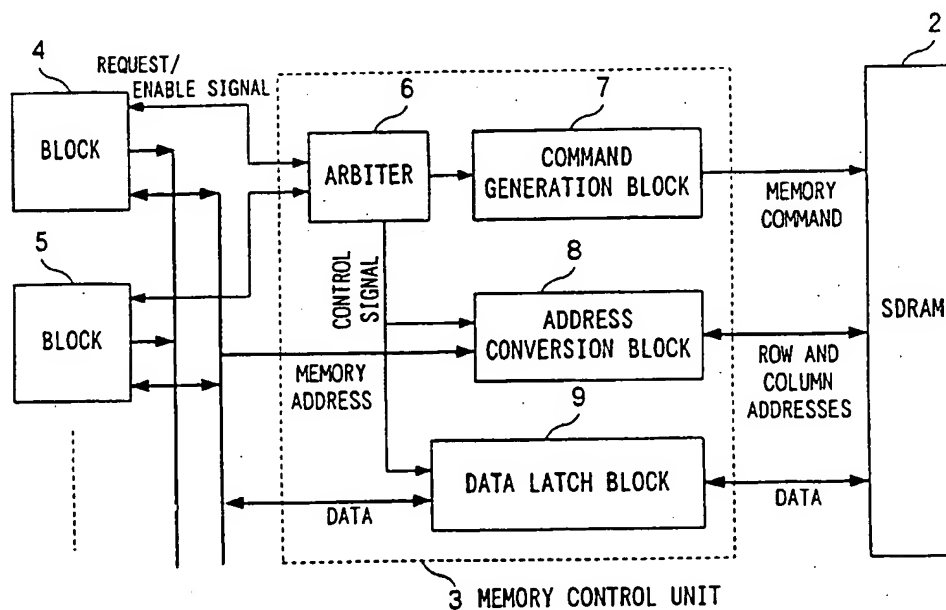 2
4
REQUEST/
ENABLE SIGNAL
6
7
BLOCK
ARBITER
COMMAND
GENERATION BLOCK
MEMORY
COMMAND
5
CONTROL
SIGNAL
8
SDRAM
BLOCK
ADDRESS
CONVERSION BLOCK
MEMORY
ADDRESS
ROW AND
COLUMN
ADDRESSES
9
DATA LATCH BLOCK
DATA
DATA
3 MEMORY CONTROL UNIT